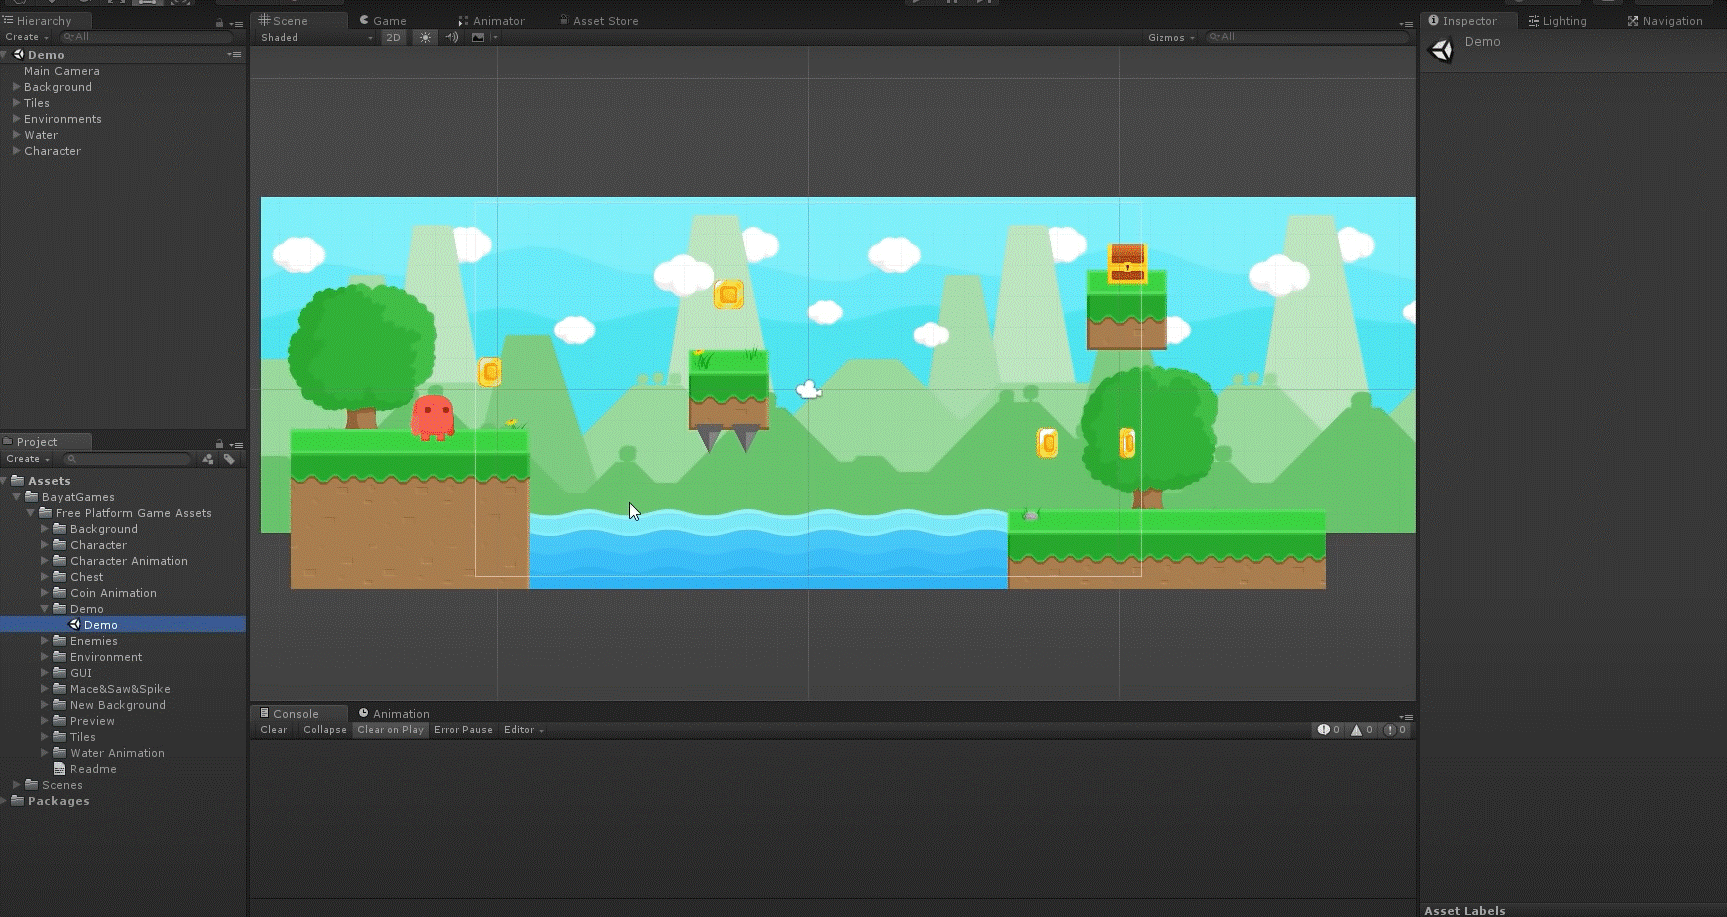 Hierarchy
Create All
Demo
Main Camera
Background
Tiles
Environments
Water
Character
Project
Create
Assets
BayatGames
Free Platform Game Assets
Background
Character
Character Animation
Chest
Coin Animation
Demo
Demo
Enemies
Environment
GUI
Mace&Saw&Spike
New Background
Preview
Tiles
Water Animation
Readme
Scenes
Packages
Scene Game Animator Asset Store
Shaded 2D Gizmos All
Console Animation
Clear Collapse Clear on Play Error Pause Editor 0 0 0
Inspector Lighting Navigation
Demo
Asset Labels